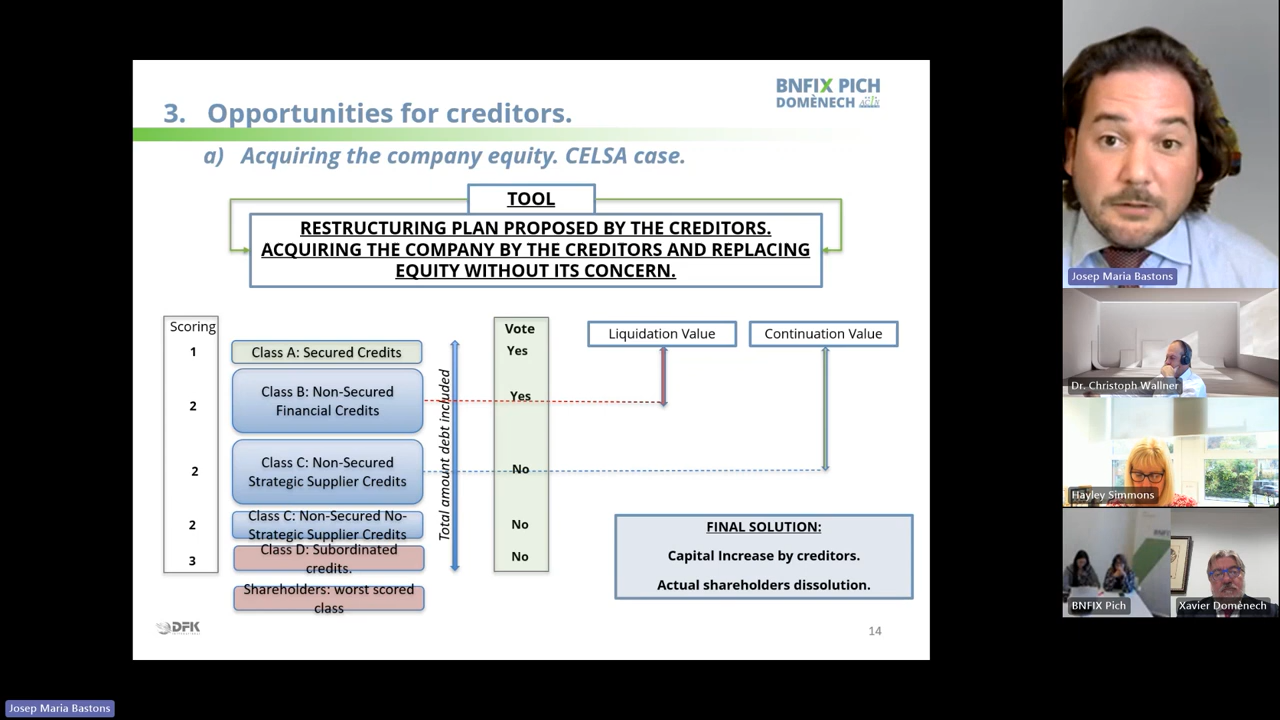 BNFIX PICH
DOMÈNECH
3. Opportunities for creditors.
a) Acquiring the company equity. CELSA case.
TOOL
RESTRUCTURING PLAN PROPOSED BY THE CREDITORS.
ACQUIRING THE COMPANY BY THE CREDITORS AND REPLACING
EQUITY WITHOUT ITS CONCERN.
Scoring
1
2
2
2
3
Class A: Secured Credits
Class B: Non-Secured
Financial Credits
Class C: Non-Secured
Strategic Supplier Credits
Class C: Non-Secured No-
Strategic Supplier Credits
Class D: Subordinated
credits.
Shareholders: worst scored
class
Total amount debt included
Vote
Yes
Yes
No
No
No
Liquidation Value
Continuation Value
FINAL SOLUTION:
Capital Increase by creditors.
Actual shareholders dissolution.
DFK
14
Josep Maria Bastons
Dr. Christoph Wallner
Hayley Simmons
BNFIX Pich
Xavier Domènech
Josep Maria Bastons